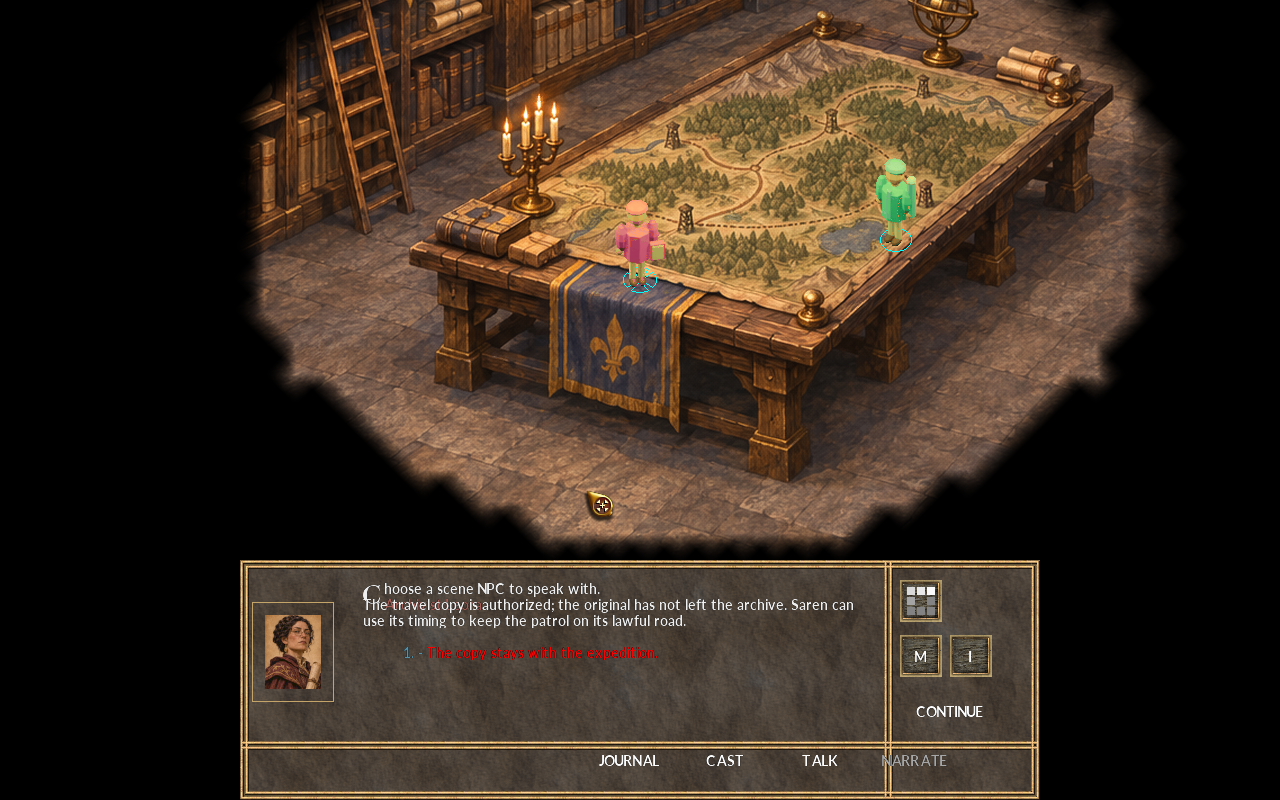 Choose a scene NPC to speak with.
The travel copy is authorized; the original has not left the archive. Saren can
use its timing to keep the patrol on its lawful road.
1. - The copy stays with the expedition.
M
I
CONTINUE
JOURNAL
CAST
TALK
NARRATE